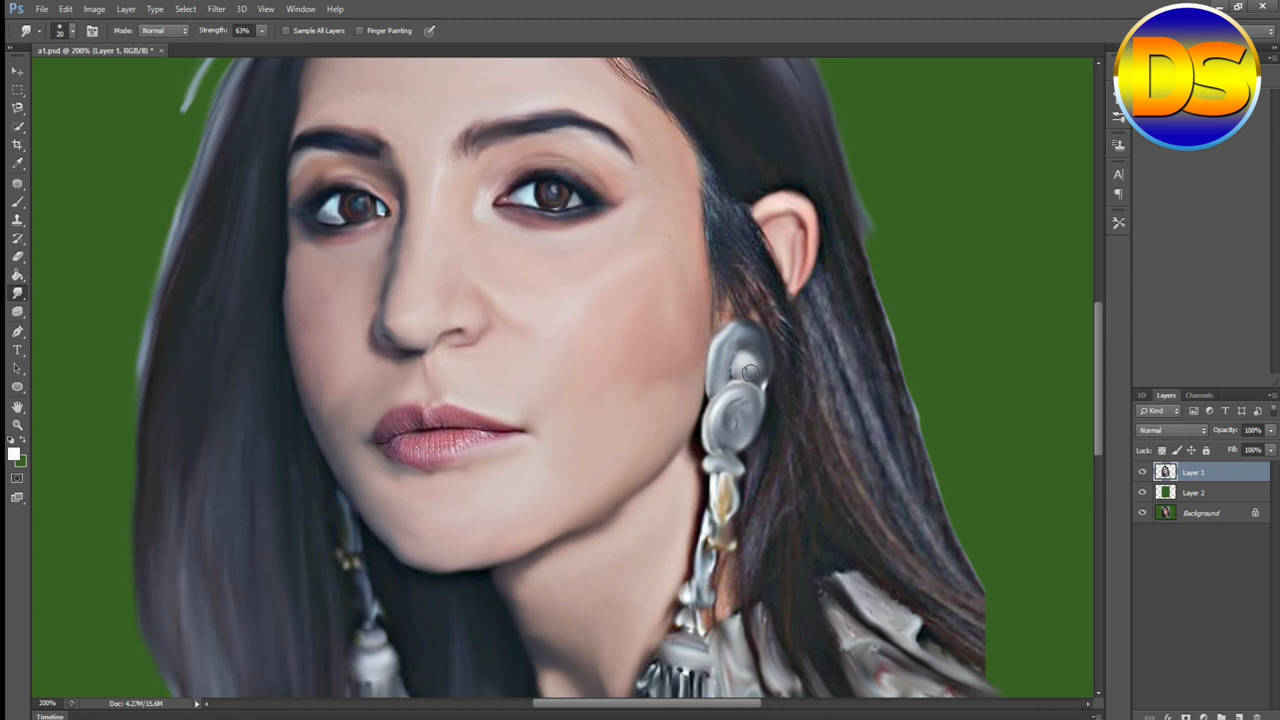 Ps File Edit Image Layer Type Select Filter 3D View Window Help
20 Mode: Normal Strength: 63% Sample All Layers Finger Painting
a1.psd @ 200% (Layer 1, RGB/8) * ×
DS
A|
¶
T
3D Layers Channels
Kind T
Normal Opacity: 100%
Lock: Fill: 100%
Layer 1
Layer 2
Background
200% Doc: 4.27M/15.6M
Timeline